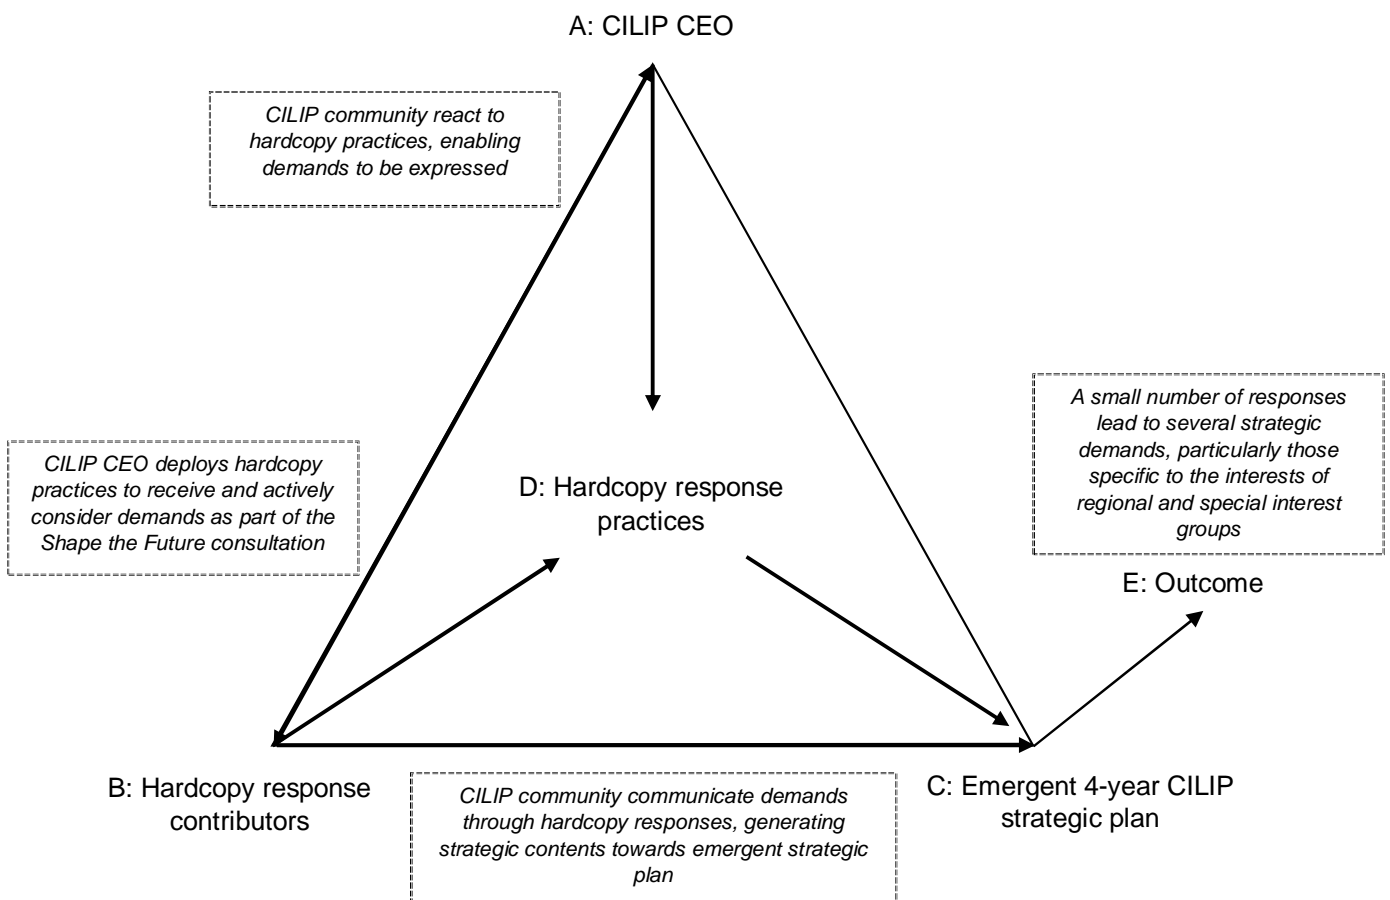 A: CILIP CEO
CILIP community react to
hardcopy practices, enabling
demands to be expressed
A small number of responses
lead to several strategic
demands, particularly those
specific to the interests of
regional and special interest
groups
CILIP CEO deploys hardcopy
practices to receive and actively
consider demands as part of the
Shape the Future consultation
D: Hardcopy response
practices
E: Outcome
B: Hardcopy response
contributors
CILIP community communicate demands
through hardcopy responses, generating
strategic contents towards emergent strategic
plan
C: Emergent 4-year CILIP
strategic plan